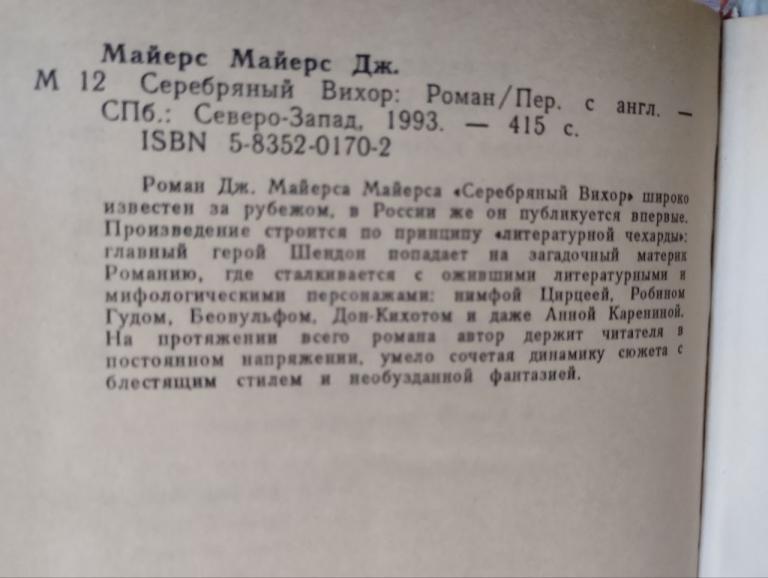 Майерс Майерс Дж.
М 12 Серебряный Вихор: Роман/Пер. с англ. —
СПб.: Северо-Запад, 1993. — 415 с.
ISBN 5-8352-0170-2
Роман Дж. Майерса Майерса «Серебряный Вихор» широко
известен за рубежом, в России же он публикуется впервые.
Произведение строится по принципу «литературной чехарды»:
главный герой Шендон попадает на загадочный материк
Романию, где сталкивается с ожившими литературными и
мифологическими персонажами: нимфой Цирцеей, Робином
Гудом, Беовульфом, Дон-Кихотом и даже Анной Карениной.
На протяжении всего романа автор держит читателя в
постоянном напряжении, умело сочетая динамику сюжета с
блестящим стилем и необузданной фантазией.